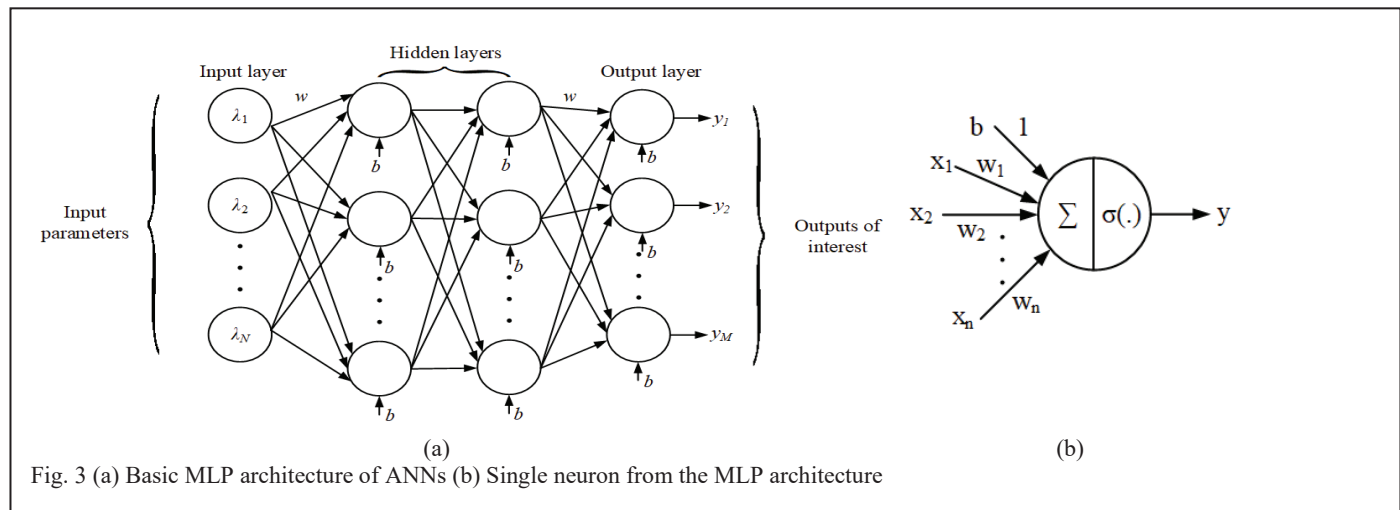 Hidden layers
Input layer
Output layer
w
w
λ1
y1
b
b
b
λ2
y2
b
b
b
Input
parameters
Outputs of
interest
λN
yM
b
b
b
b 1
x1 w1
x2 w2
∑ σ(.) y
xn wn
(a)
(b)
Fig. 3 (a) Basic MLP architecture of ANNs (b) Single neuron from the MLP architecture